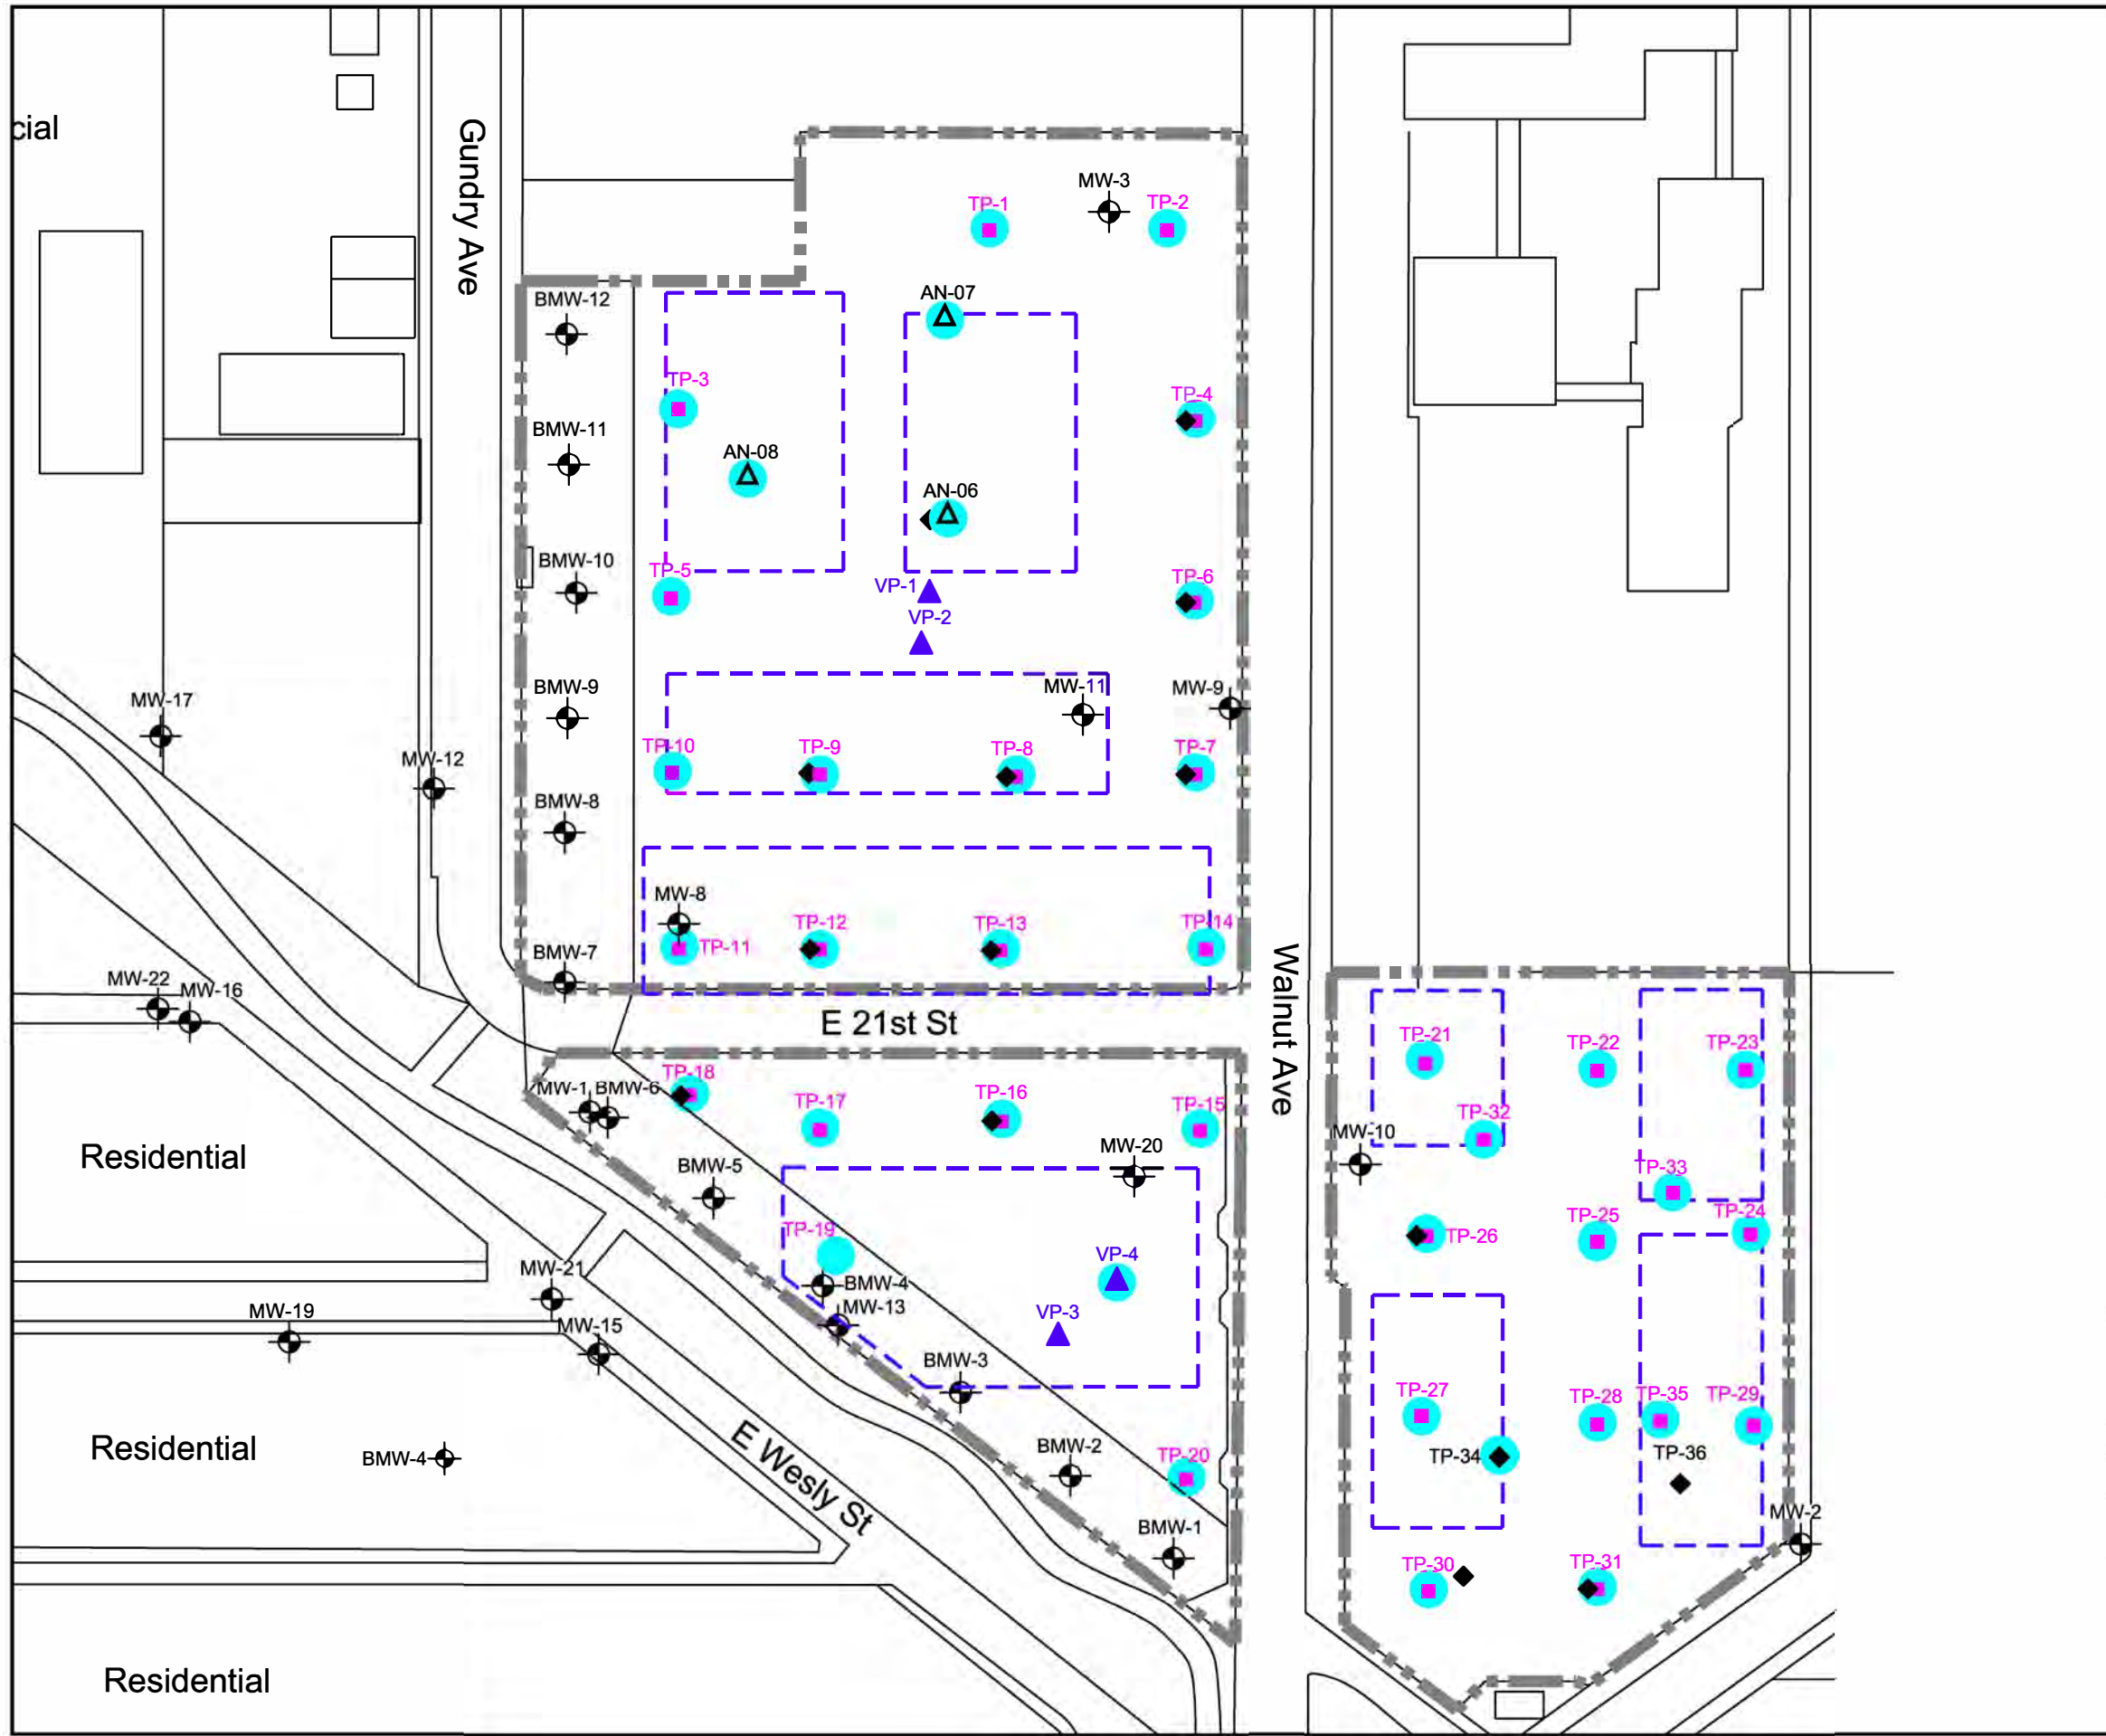 cial
Gundry Ave
MW-3
TP-1
TP-2
AN-07
BMW-12
TP-3
TP-4
BMW-11
AN-08
AN-06
BMW-10
TP-5
VP-1
TP-6
VP-2
BMW-9
MW-11
MW-9
MW-17
TP-10
TP-9
TP-8
TP-7
MW-12
BMW-8
MW-8
TP-11
TP-12
TP-13
TP-14
BMW-7
MW-22
MW-16
E 21st St
Walnut Ave
TP-21
TP-22
TP-23
TP-18
MW-1
BMW-6
TP-17
TP-16
TP-15
TP-32
MW-10
MW-20
Residential
BMW-5
TP-33
TP-19
TP-26
TP-25
TP-24
VP-4
MW-21
BMW-4
MW-19
MW-15
MW-13
VP-3
BMW-3
TP-27
TP-28
TP-35
TP-29
Residential
BMW-4
E Wesly St
BMW-2
TP-20
TP-34
TP-36
BMW-1
MW-2
TP-30
TP-31
Residential